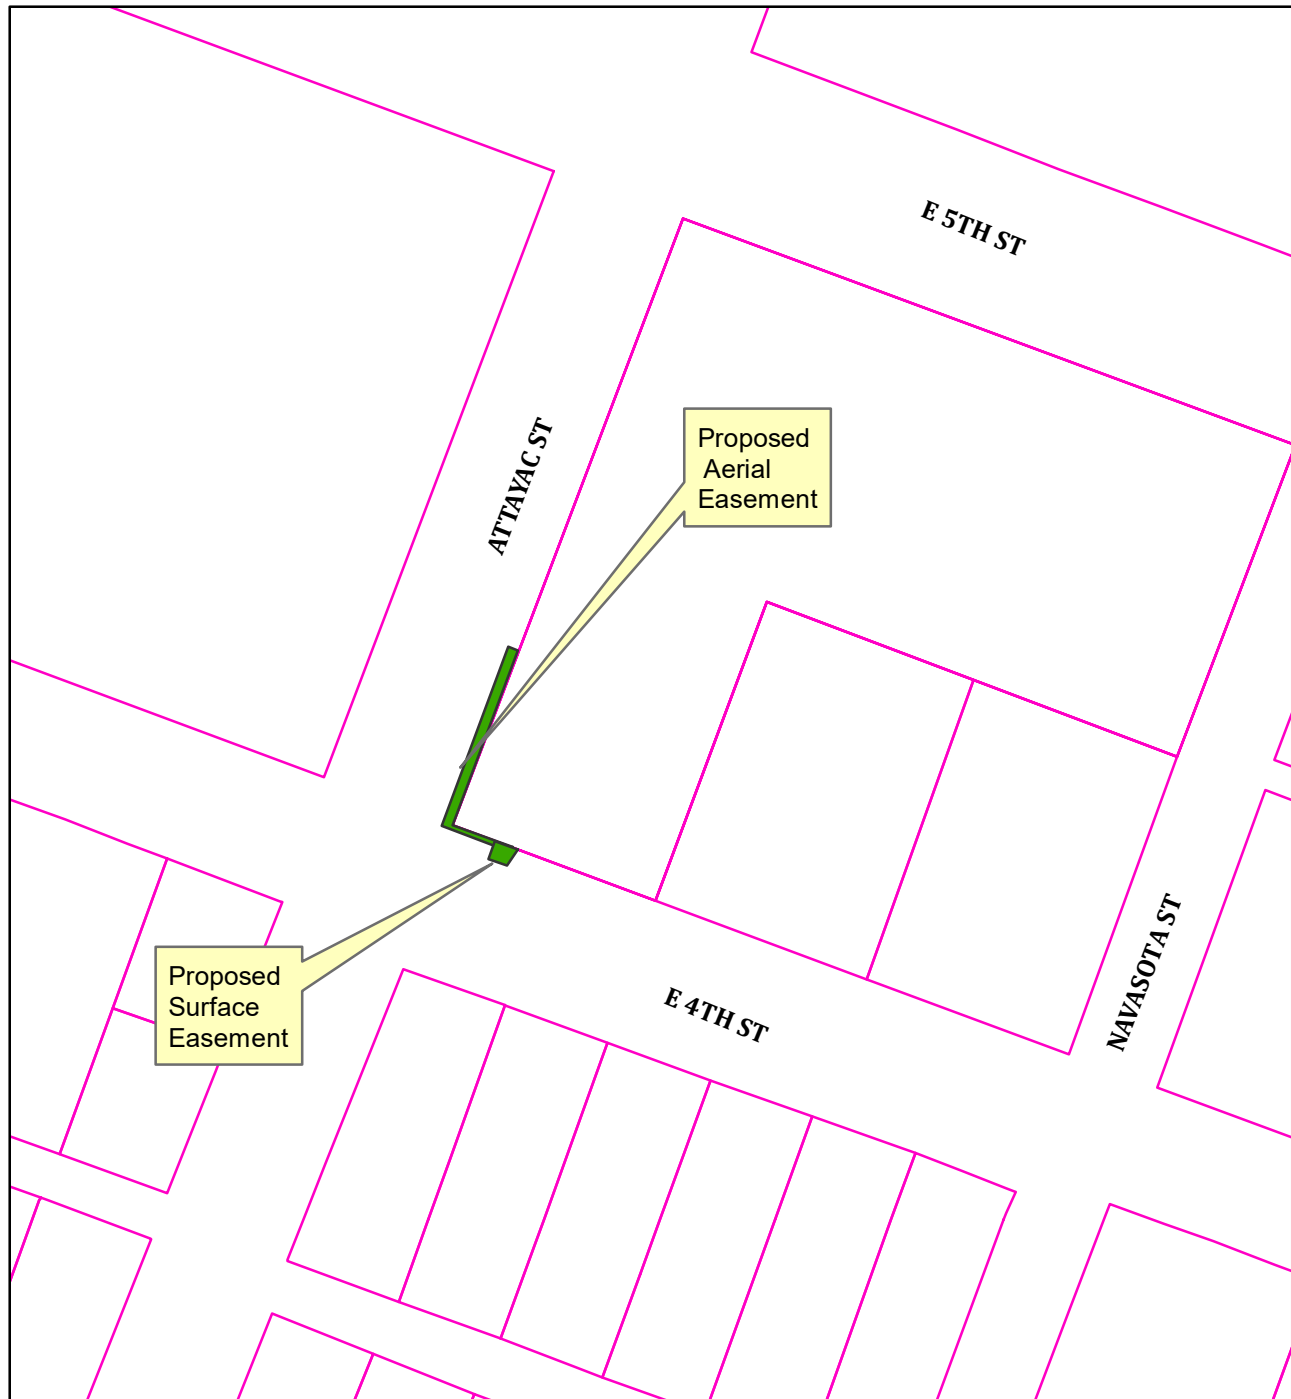 E 5TH ST
ATTAYAC ST
Proposed
Aerial
Easement
Proposed
Surface
Easement
E 4TH ST
NAVASOTA ST